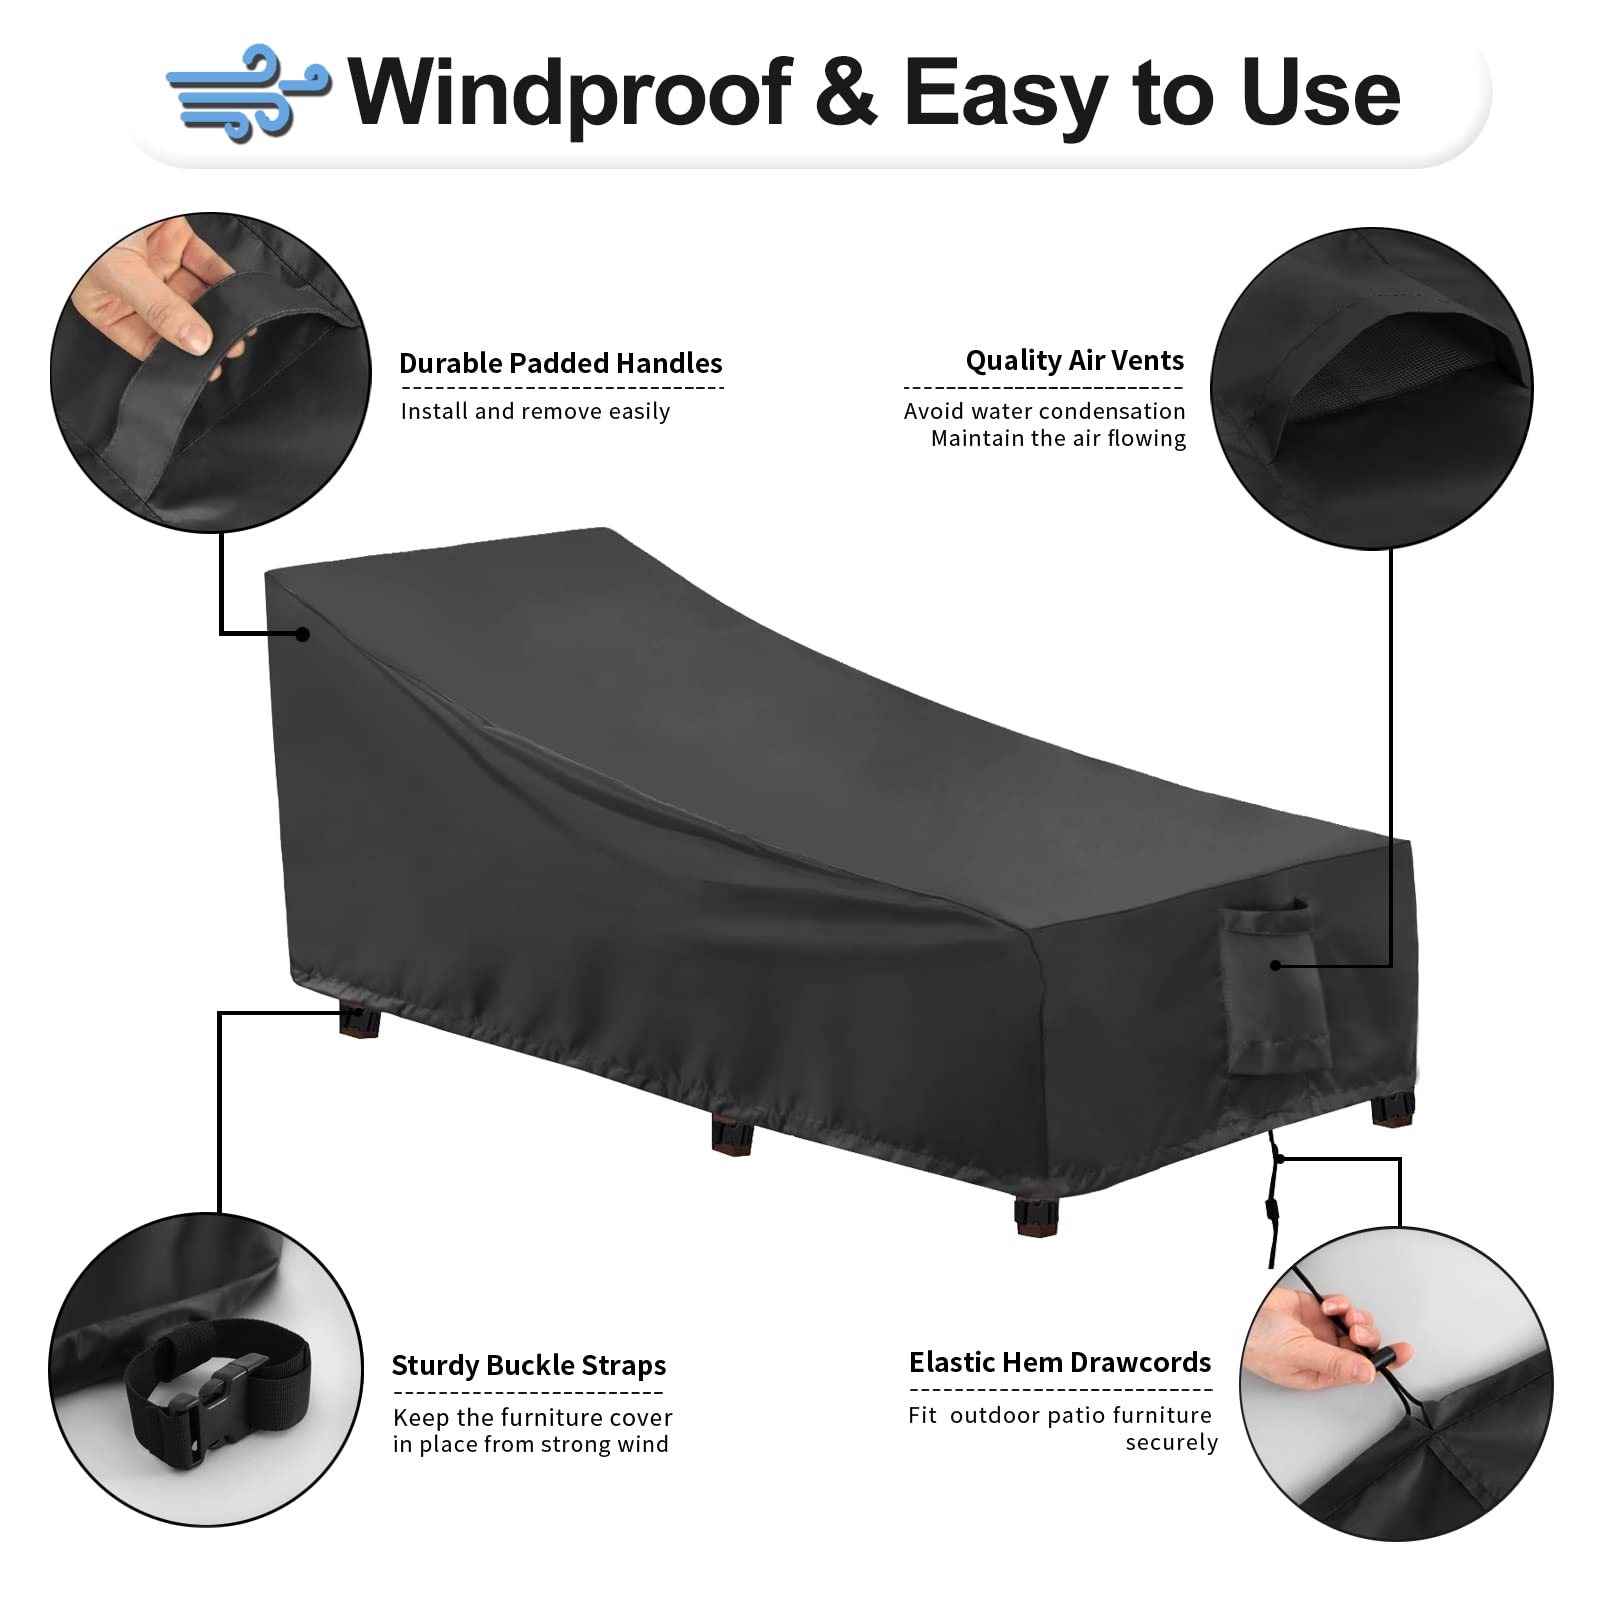 Windproof & Easy to Use
Durable Padded Handles
Install and remove easily
Quality Air Vents
Avoid water condensation
Maintain the air flowing
Sturdy Buckle Straps
Keep the furniture cover
in place from strong wind
Elastic Hem Drawcords
Fit outdoor patio furniture
securely